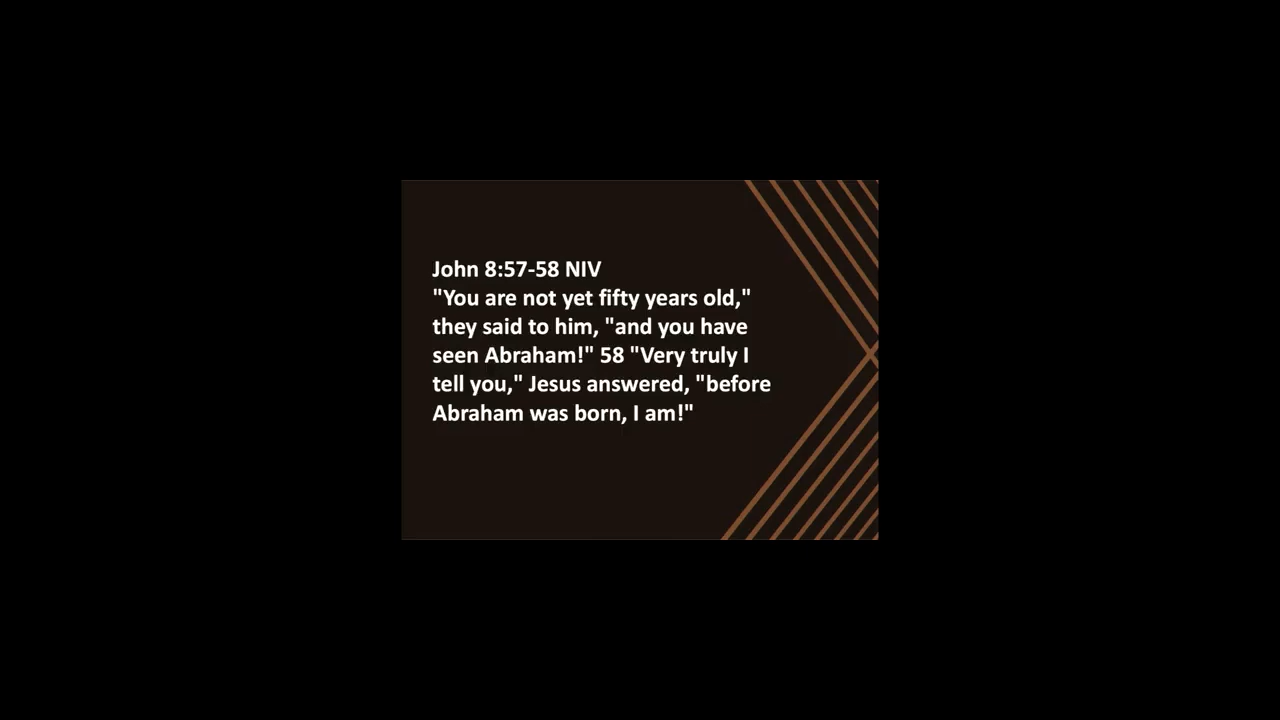 John 8:57-58 NIV
"You are not yet fifty years old,"
they said to him, "and you have
seen Abraham!" 58 "Very truly I
tell you," Jesus answered, "before
Abraham was born, I am!"